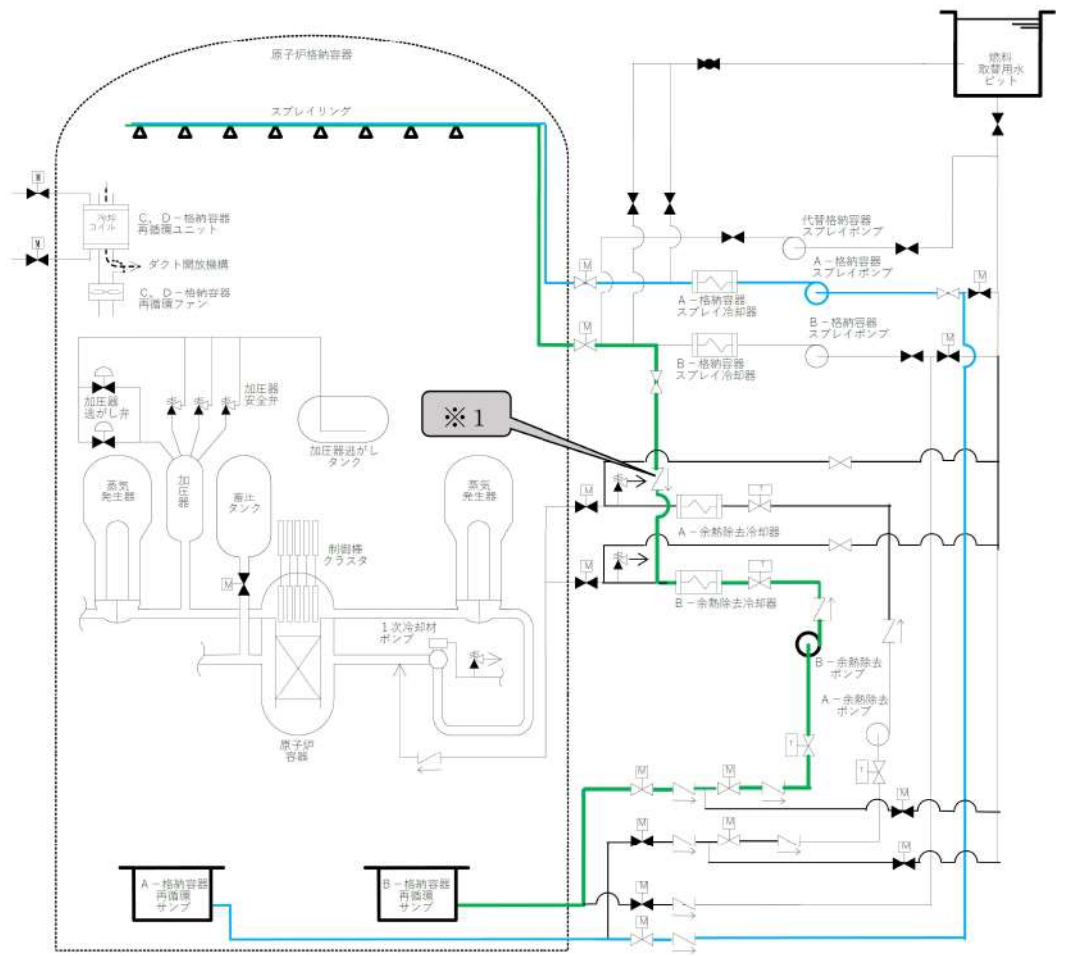 原子炉格納容器
燃料
取替用水
ピット
スプレイリング
M
冷却
コイル
C，D－格納容器
再循環ユニット
M
ダクト開放機構
C，D－格納容器
再循環ファン
代替格納容器
スプレイポンプ
M
A－格納容器
スプレイポンプ
M
A－格納容器
スプレイ冷却器
M
B－格納容器
スプレイポンプ
M
B－格納容器
スプレイ冷却器
加圧器
逃がし弁
加圧器
安全弁
※1
加圧器逃がし
タンク
蒸気
発生器
加圧器
蓄圧
タンク
蒸気
発生器
M
T
A－余熱除去冷却器
制御棒
クラスタ
M
T
B－余熱除去冷却器
M
1次冷却材
ポンプ
B－余熱除去
ポンプ
A－余熱除去
ポンプ
原子炉
容器
T
T
M
M
M
M
M
M
A－格納容器
再循環
サンプ
B－格納容器
再循環
サンプ
M
M